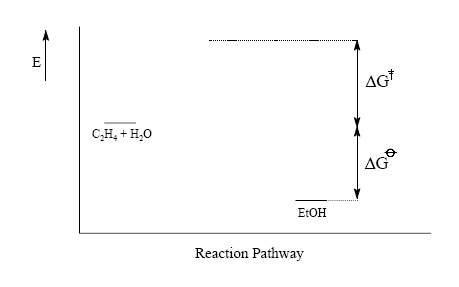 E
ΔG‡
C₂H₄ + H₂O
ΔG⦵
EtOH
Reaction Pathway